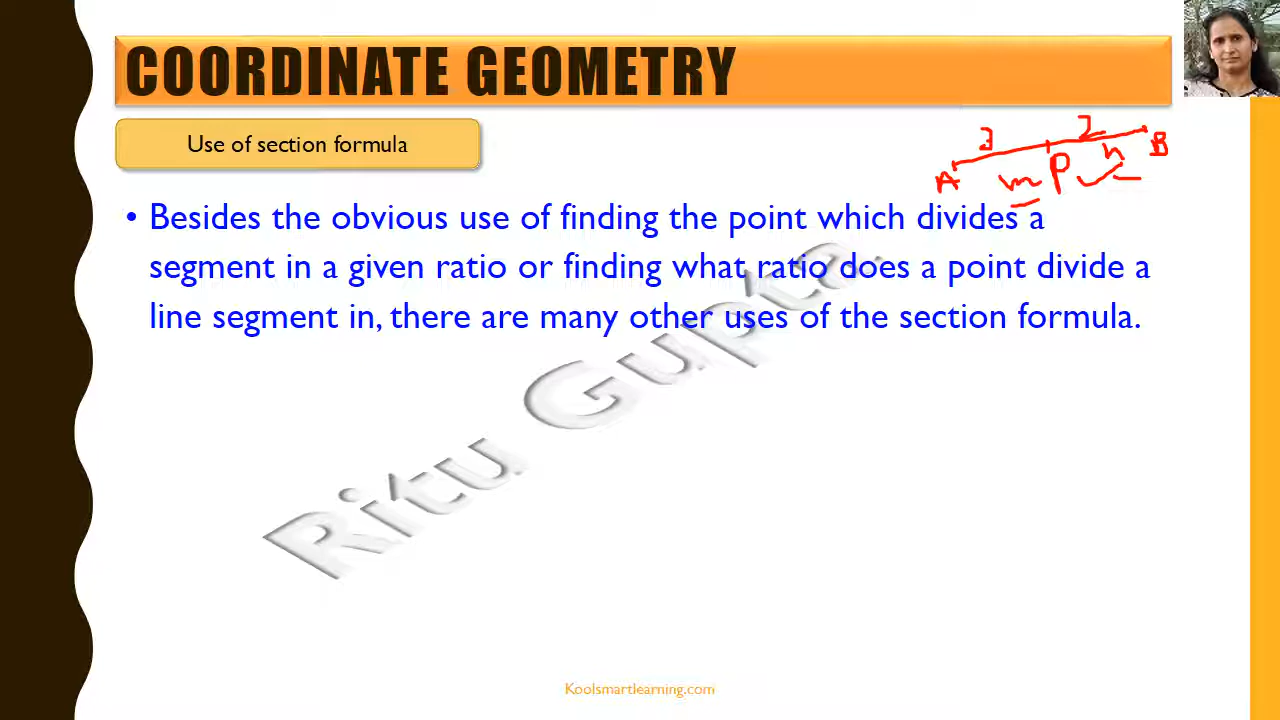 COORDINATE GEOMETRY
Use of section formula
3 2
A m P n B
• Besides the obvious use of finding the point which divides a
segment in a given ratio or finding what ratio does a point divide a
line segment in, there are many other uses of the section formula.
Ritu Gupta
Koolsmartlearning.com